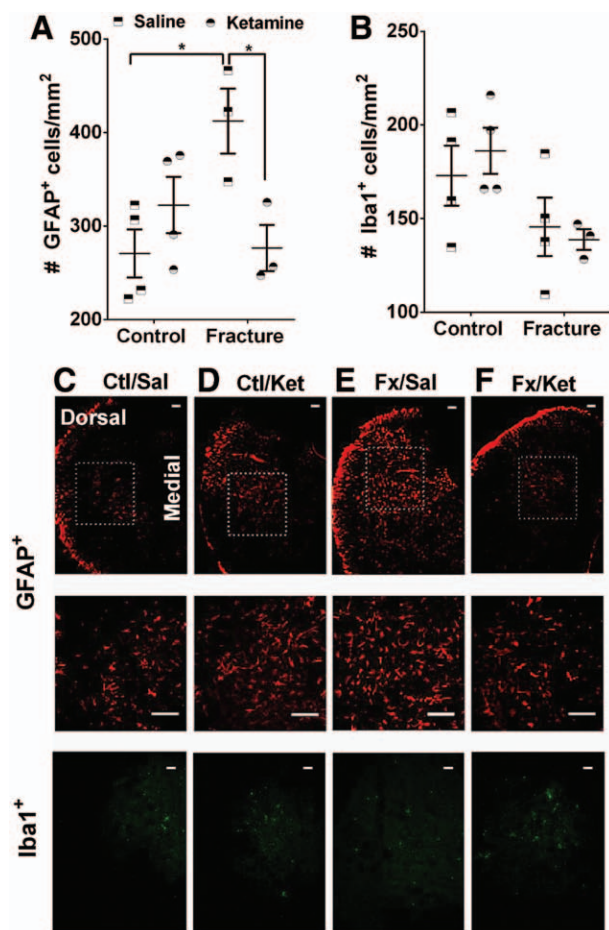 A
Saline
Ketamine
# GFAP+ cells/mm2
500
400
300
200
*
*
Control
Fracture
B
# Iba1+ cells/mm2
250
200
150
100
Control
Fracture
C Ctl/Sal
D Ctl/Ket
E Fx/Sal
F Fx/Ket
Dorsal
Medial
GFAP+
Iba1+